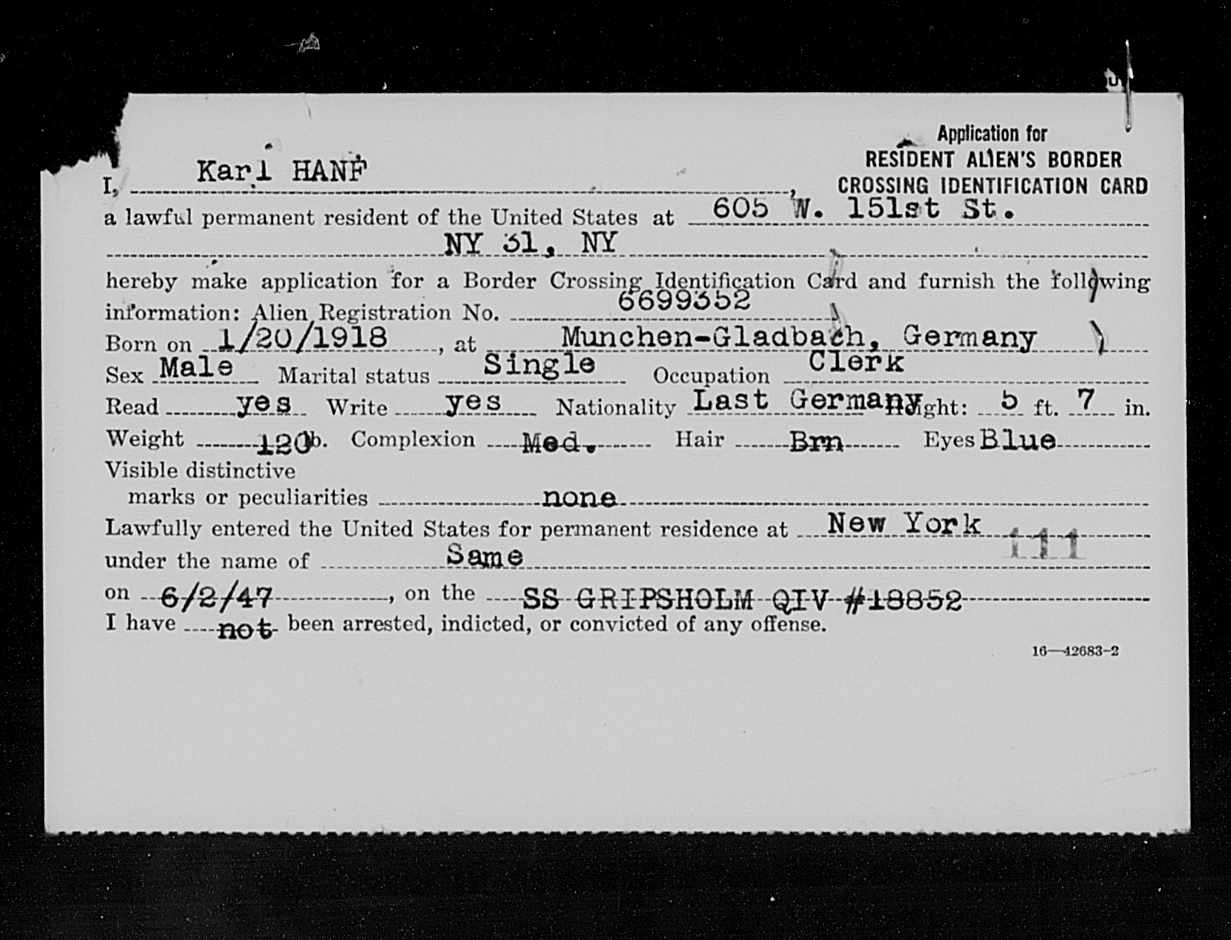 Application for
RESIDENT ALIEN'S BORDER
CROSSING IDENTIFICATION CARD
I, Karl HANF,
a lawful permanent resident of the United States at 605 W. 151st St.
NY 31, NY
hereby make application for a Border Crossing Identification Card and furnish the following
information: Alien Registration No. 6699352
Born on 1/20/1918, at Munchen-Gladbach, Germany
Sex Male Marital status Single Occupation Clerk
Read yes Write yes Nationality Last Germany Height: 5 ft. 7 in.
Weight 120 lb. Complexion Med. Hair Brn Eyes Blue
Visible distinctive
marks or peculiarities none
Lawfully entered the United States for permanent residence at New York
111
under the name of Same
on 6/2/47, on the SS GRIPSHOLM QIV #18852
I have not been arrested, indicted, or convicted of any offense.
16—42683-2